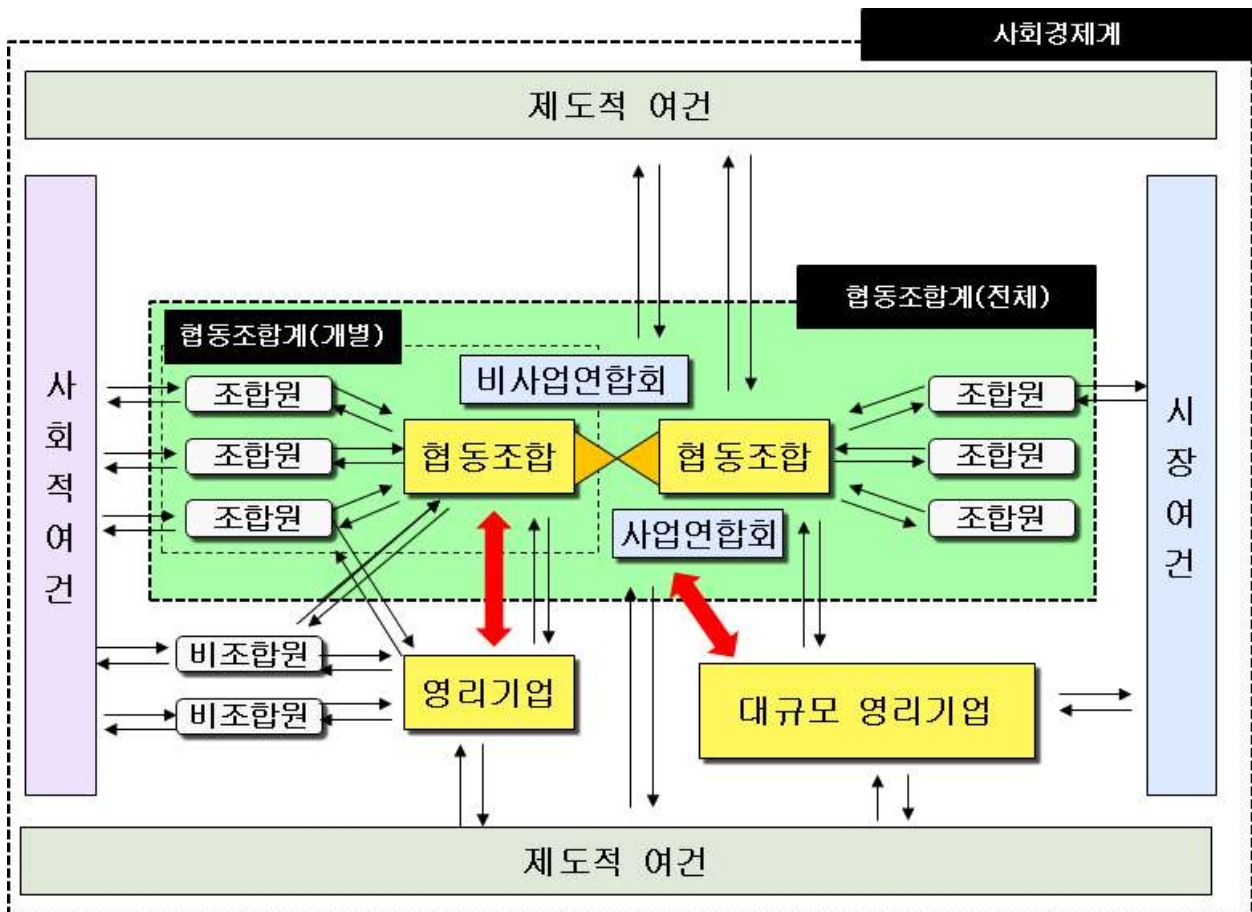 사회경제계
제도적 여건
협동조합계(전체)
협동조합계(개별)
비사업연합회
사회적여건
시장여건
조합원
조합원
협동조합
협동조합
조합원
조합원
조합원
조합원
사업연합회
비조합원
영리기업
대규모 영리기업
비조합원
제도적 여건